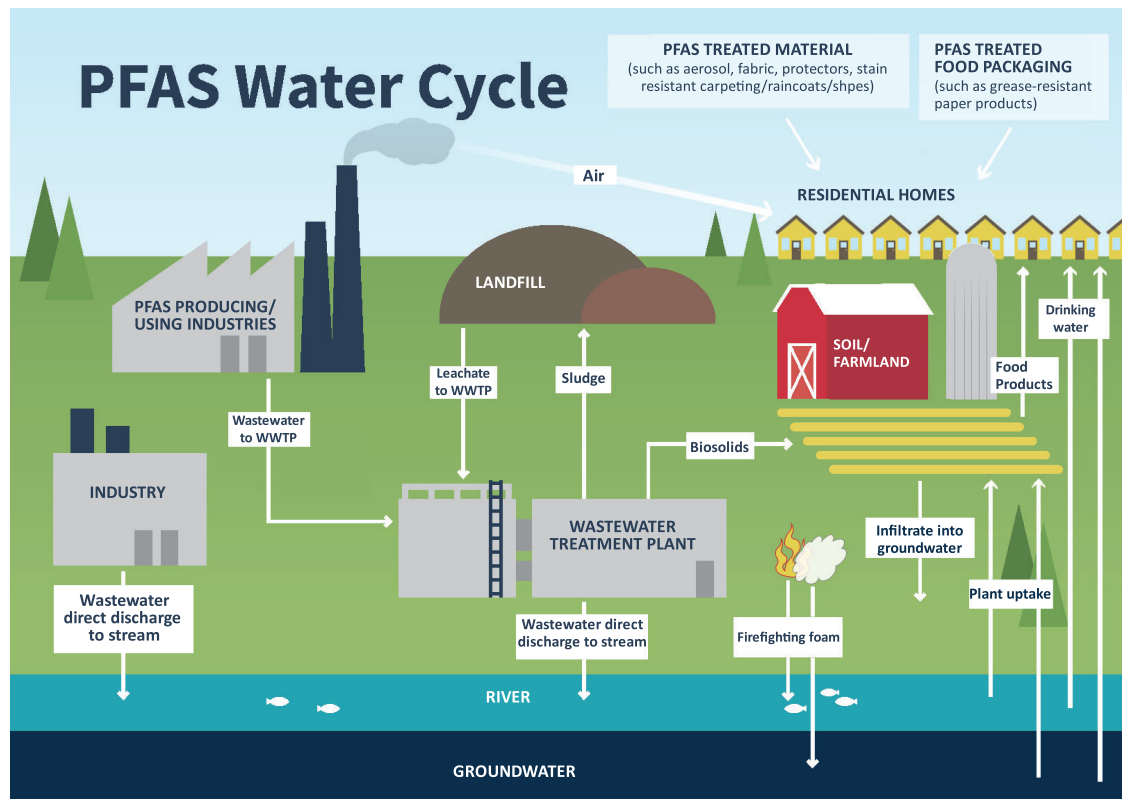 PFAS Water Cycle
PFAS TREATED MATERIAL
(such as aerosol, fabric, protectors, stain
resistant carpeting/raincoats/shpes)
PFAS TREATED
FOOD PACKAGING
(such as grease-resistant
paper products)
Air
RESIDENTIAL HOMES
LANDFILL
PFAS PRODUCING/
USING INDUSTRIES
Drinking
water
SOIL/
FARMLAND
Leachate
to WWTP
Sludge
Food
Products
Wastewater
to WWTP
Biosolids
INDUSTRY
WASTEWATER
TREATMENT PLANT
Infiltrate into
groundwater
Plant uptake
Wastewater
direct discharge
to stream
Wastewater direct
discharge to stream
Firefighting foam
RIVER
GROUNDWATER